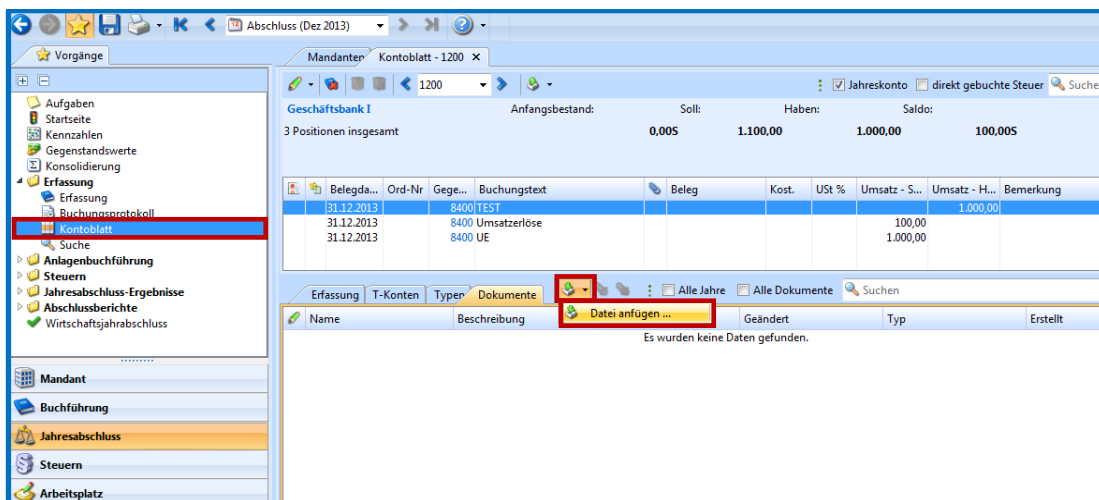 Abschluss (Dez 2013)
Vorgänge
Mandanten
Kontoblatt - 1200
1200
Jahreskonto
direkt gebuchte Steuer
Suche
Aufgaben
Startseite
Kennzahlen
Gegenstandswerte
Konsolidierung
Erfassung
Erfassung
Buchungsprotokoll
Kontoblatt
Suche
Anlagenbuchführung
Steuern
Jahresabschluss-Ergebnisse
Abschlussberichte
Wirtschaftsjahrabschluss
Geschäftsbank I Anfangsbestand: Soll: Haben: Saldo:
3 Positionen insgesamt 0,00S 1.100,00 1.000,00 100,00S
Belegda... Ord-Nr Gege... Buchungstext Beleg Kost. USt % Umsatz - S... Umsatz - H... Bemerkung
31.12.2013 8400 TEST 1.000,00
31.12.2013 8400 Umsatzerlöse 100,00
31.12.2013 8400 UE 1.000,00
Erfassung T-Konten Typen Dokumente Alle Jahre Alle Dokumente Suchen
Datei anfügen ...
Name Beschreibung Geändert Typ Erstellt
Es wurden keine Daten gefunden.
Mandant
Buchführung
Jahresabschluss
Steuern
Arbeitsplatz